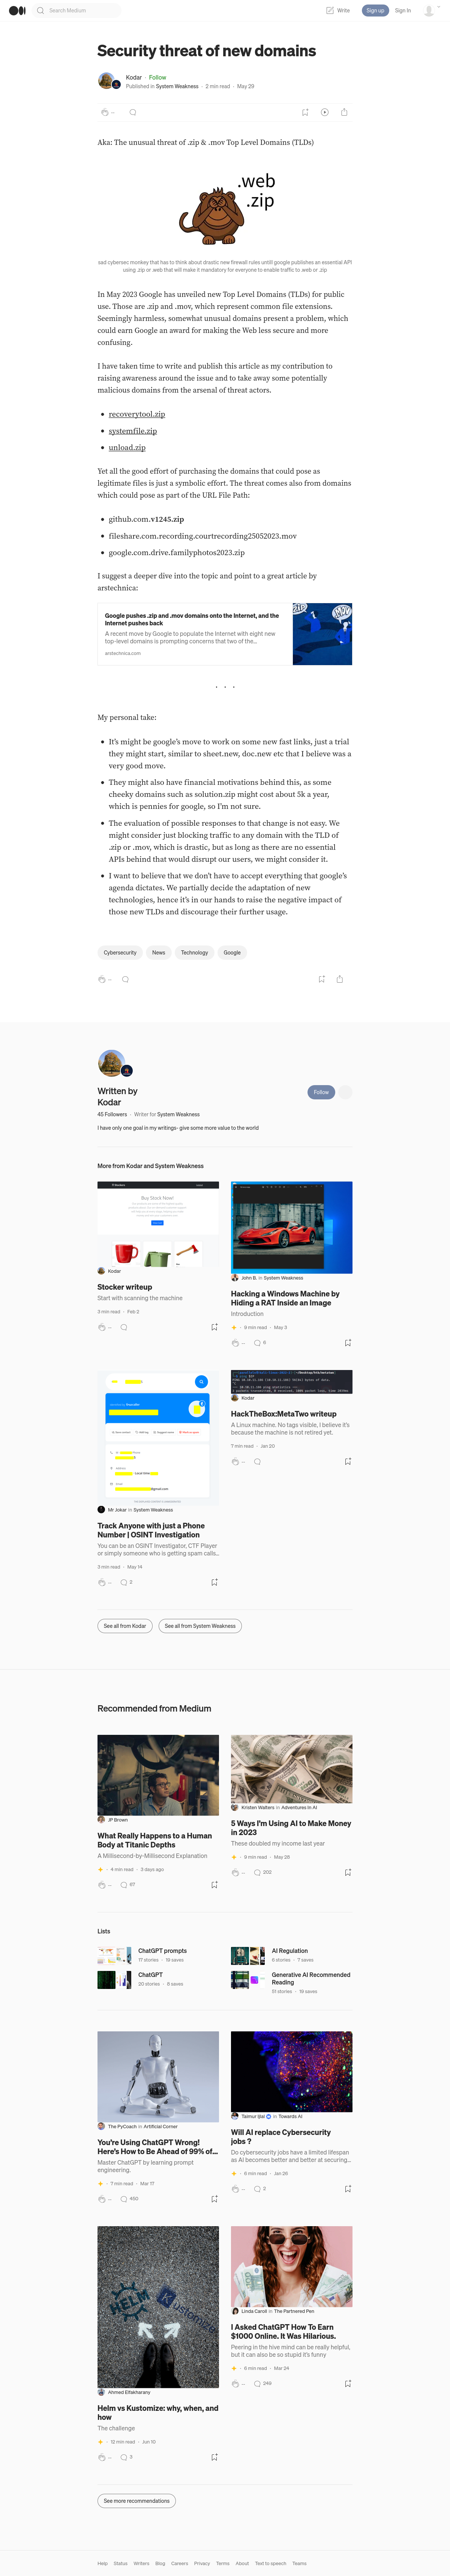 Search Medium
Write
Sign up
Sign In
Security threat of new domains
Kodar · Follow
Published in System Weakness · 2 min read · May 29
Aka: The unusual threat of .zip & .mov Top Level Domains (TLDs)
.web
.zip
sad cybersec monkey that has to think about drastic new firewall rules untill google publishes an essential API
using .zip or .web that will make it mandatory for everyone to enable traffic to .web or .zip
In May 2023 Google has unveiled new Top Level Domains (TLDs) for public
use. Those are .zip and .mov, which represent common file extensions.
Seemingly harmless, somewhat unusual domains present a problem, which
could earn Google an award for making the Web less secure and more
confusing.
I have taken time to write and publish this article as my contribution to
raising awareness around the issue and to take away some potentially
malicious domains from the arsenal of threat actors.
• recoverytool.zip
• systemfile.zip
• unload.zip
Yet all the good effort of purchasing the domains that could pose as
legitimate files is just a symbolic effort. The threat comes also from domains
which could pose as part of the URL File Path:
• github.com.v1245.zip
• fileshare.com.recording.courtrecording25052023.mov
• google.com.drive.familyphotos2023.zip
I suggest a deeper dive into the topic and point to a great article by
arstechnica:
Google pushes .zip and .mov domains onto the Internet, and the
Internet pushes back
A recent move by Google to populate the Internet with eight new
top-level domains is prompting concerns that two of the...
arstechnica.com
My personal take:
• It's might be google's move to work on some new fast links, just a trial
they might start, similar to sheet.new, doc.new etc that I believe was a
very good move.
• They might also have financial motivations behind this, as some
cheeky domains such as solution.zip might cost about 5k a year,
which is pennies for google, so I'm not sure.
• The evaluation of possible responses to that change is not easy. We
might consider just blocking traffic to any domain with the TLD of
.zip or .mov, which is drastic, but as long as there are no essential
APIs behind that would disrupt our users, we might consider it.
• I want to believe that we don't have to accept everything that google's
agenda dictates. We partially decide the adaptation of new
technologies, hence it's in our hands to raise the negative impact of
those new TLDs and discourage their further usage.
Cybersecurity
News
Technology
Google
Written by
Kodar
Follow
45 Followers · Writer for System Weakness
I have only one goal in my writings- give some more value to the world
More from Kodar and System Weakness
Buy Stock Now!
Kodar
Stocker writeup
Start with scanning the machine
3 min read · Feb 2
John B. in System Weakness
Hacking a Windows Machine by
Hiding a RAT Inside an Image
Introduction
9 min read · May 3
6
Mr Jokar in System Weakness
Track Anyone with just a Phone
Number | OSINT Investigation
You can be an OSINT Investigator, CTF Player
or simply someone who is getting spam calls...
3 min read · May 14
2
Kodar
HackTheBox:MetaTwo writeup
A Linux machine. No tags visible, I believe it's
because the machine is not retired yet.
7 min read · Jan 20
See all from Kodar
See all from System Weakness
Recommended from Medium
JP Brown
What Really Happens to a Human
Body at Titanic Depths
A Millisecond-by-Millisecond Explanation
4 min read · 3 days ago
67
Kristen Walters in Adventures In AI
5 Ways I'm Using AI to Make Money
in 2023
These doubled my income last year
9 min read · May 26
202
Lists
ChatGPT prompts
17 stories · 19 saves
AI Regulation
6 stories · 7 saves
ChatGPT
20 stories · 8 saves
Generative AI Recommended
Reading
51 stories · 19 saves
The PyCoach in Artificial Corner
You're Using ChatGPT Wrong!
Here's How to Be Ahead of 99% of...
Master ChatGPT by learning prompt
engineering.
7 min read · Mar 17
450
Taimur Ijlal in Towards AI
Will AI replace Cybersecurity
jobs ?
Do cybersecurity jobs have a limited lifespan
as AI becomes better and better at securing...
6 min read · Jan 26
2
HELM
Kustomize
Ahmed Elfakharany
Helm vs Kustomize: why, when, and
how
The challenge
12 min read · Jun 10
3
Linda Caroll in The Partnered Pen
I Asked ChatGPT How To Earn
$1000 Online. It Was Hilarious.
Peering in the hive mind can be really helpful,
but it can also be so stupid it's funny
6 min read · Mar 24
249
See more recommendations
Help
Status
Writers
Blog
Careers
Privacy
Terms
About
Text to speech
Teams